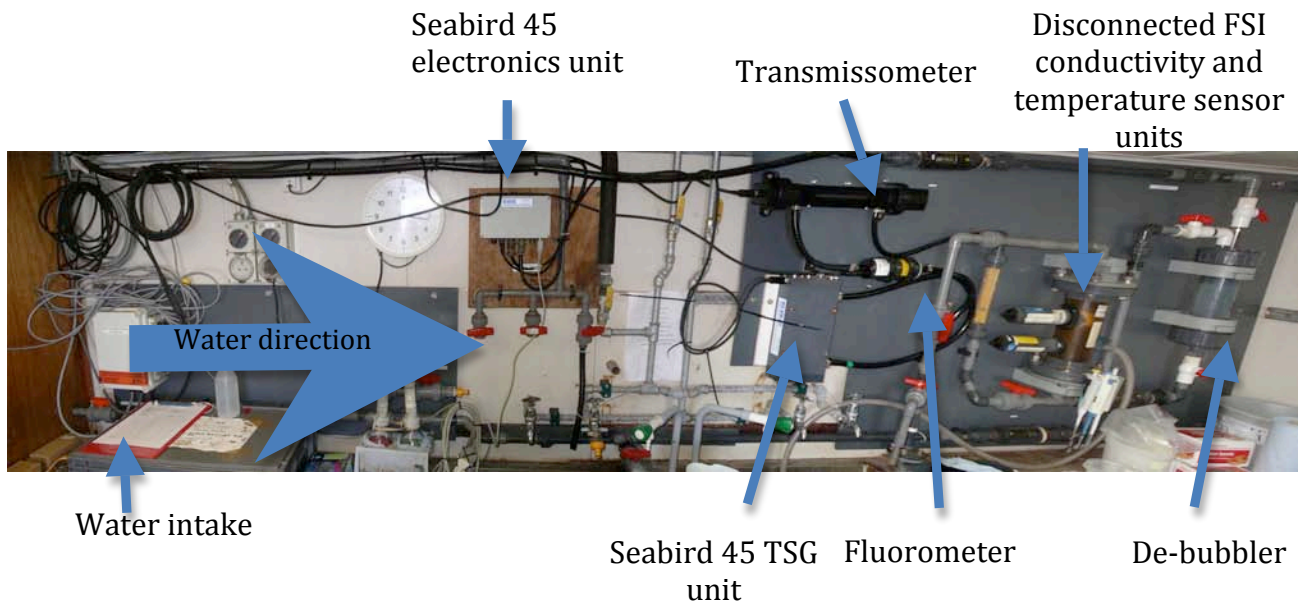 Seabird 45
electronics unit
Transmissometer
Disconnected FSI
conductivity and
temperature sensor
units
Water direction
Water intake
Seabird 45 TSG
unit
Fluorometer
De-bubbler